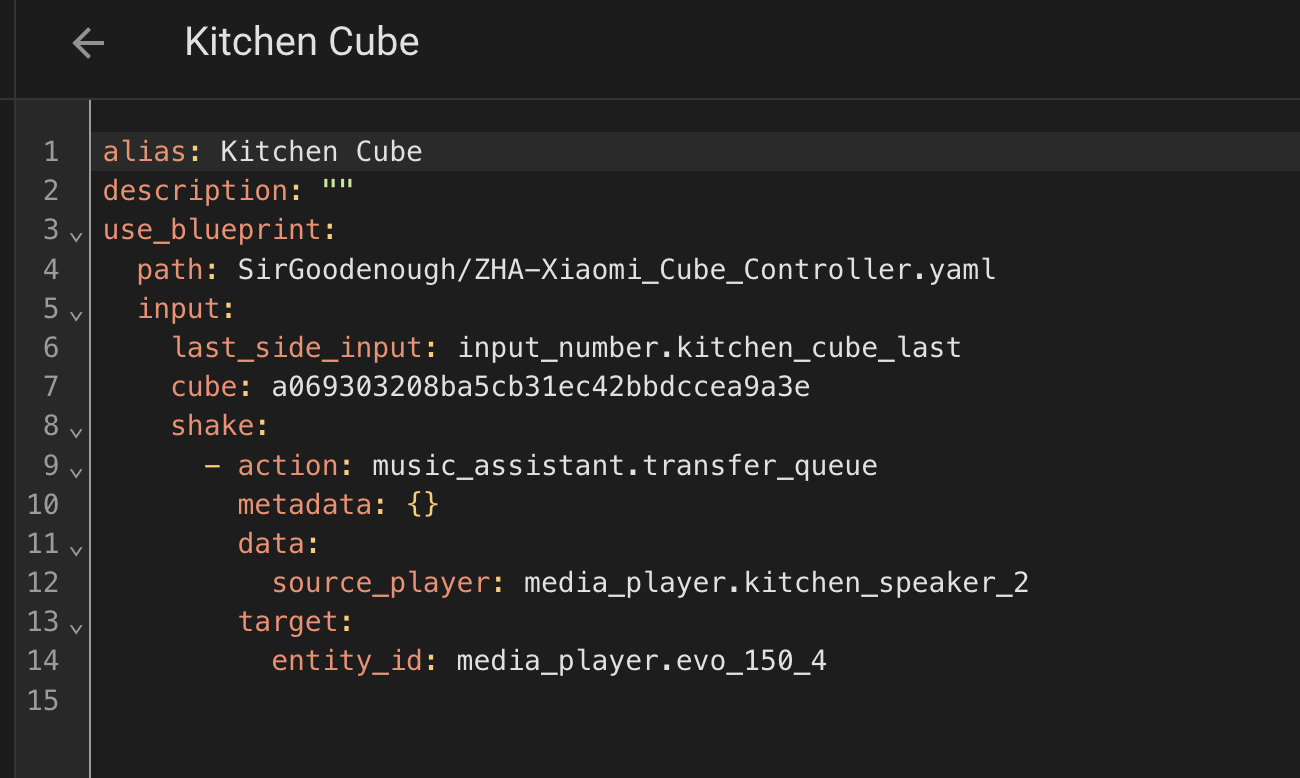 Kitchen Cube
1 alias: Kitchen Cube
2 description: ""
3 use_blueprint:
4   path: SirGoodenough/ZHA-Xiaomi_Cube_Controller.yaml
5   input:
6     last_side_input: input_number.kitchen_cube_last
7     cube: a069303208ba5cb31ec42bbdccea9a3e
8     shake:
9       - action: music_assistant.transfer_queue
10         metadata: {}
11         data:
12           source_player: media_player.kitchen_speaker_2
13         target:
14           entity_id: media_player.evo_150_4
15